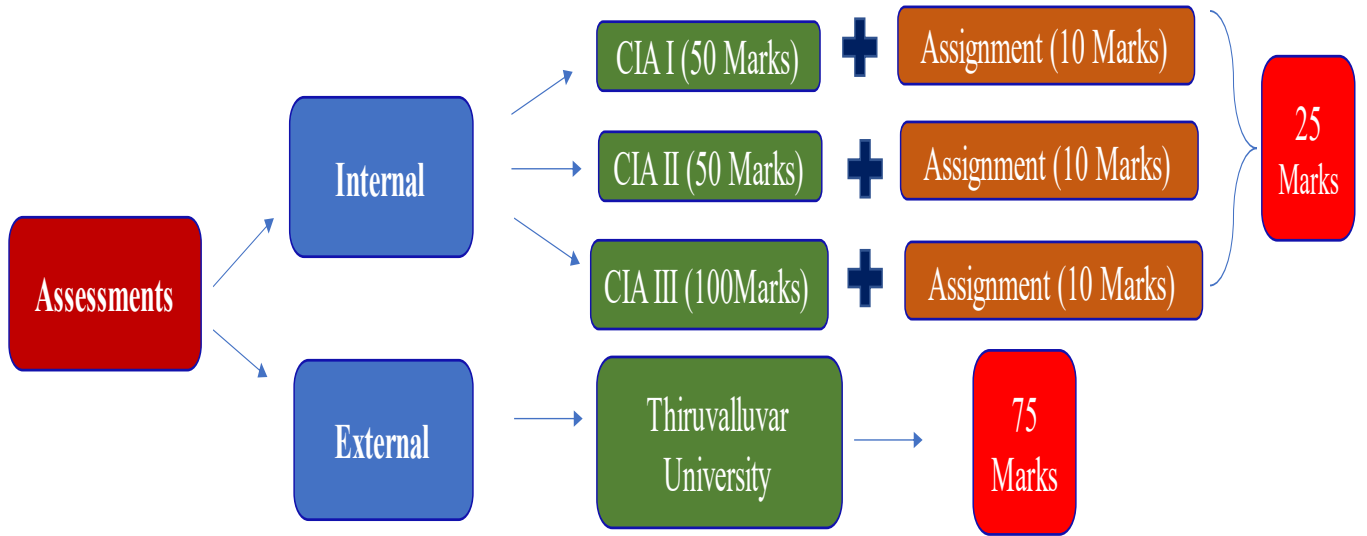 Assessments
Internal
CIA I (50 Marks)
Assignment (10 Marks)
CIA II (50 Marks)
Assignment (10 Marks)
CIA III (100Marks)
Assignment (10 Marks)
25
Marks
External
Thiruvalluvar
University
75
Marks